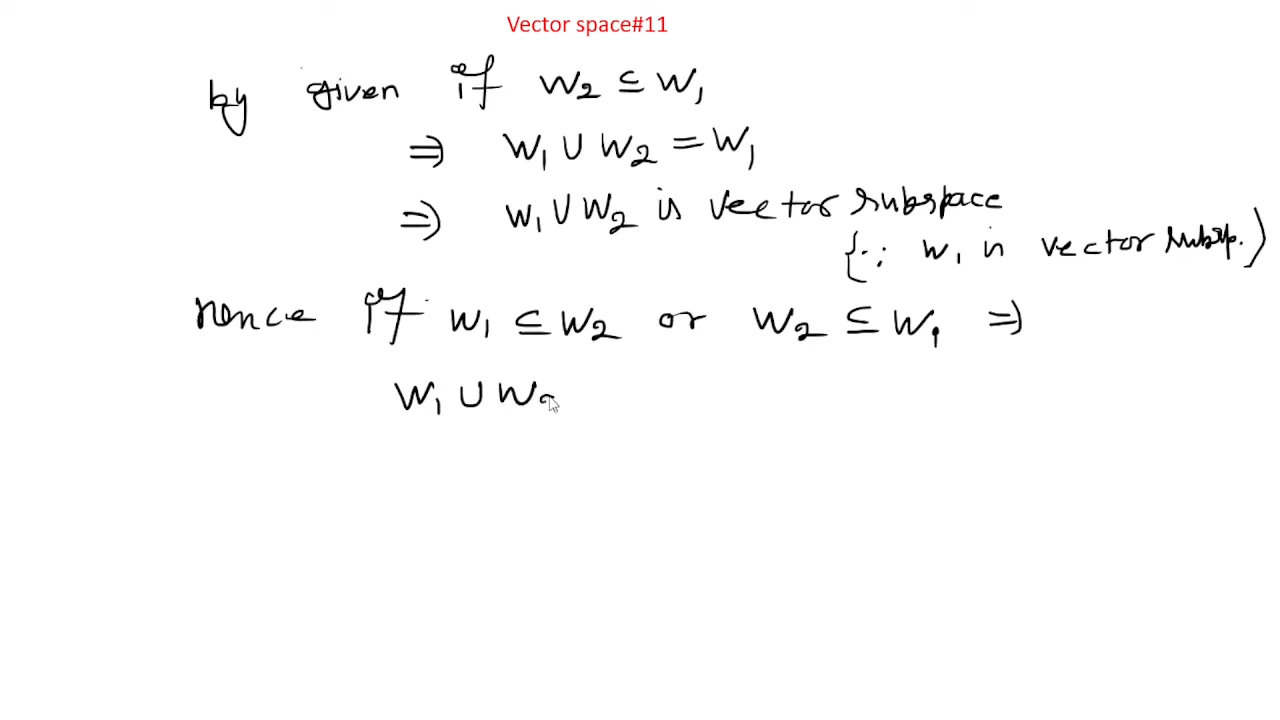 Vector space#11
by given if W₂ ⊆ W₁
⇒ W₁ ∪ W₂ = W₁
⇒ W₁ ∪ W₂ is vector subspace
{∵ W₁ is vector subsp.}
hence if W₁ ⊆ W₂ or W₂ ⊆ W₁ ⇒
W₁ ∪ W